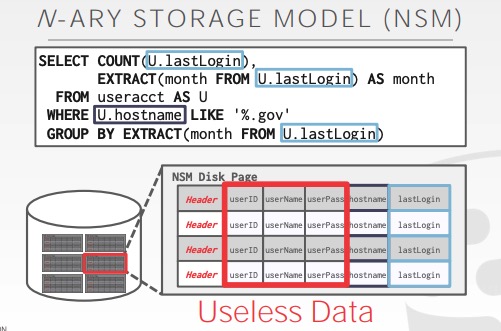 N-ARY STORAGE MODEL (NSM)
SELECT COUNT(U.lastLogin),
EXTRACT(month FROM U.lastLogin) AS month
FROM useracct AS U
WHERE U.hostname LIKE '%.gov'
GROUP BY EXTRACT(month FROM U.lastLogin)
NSM Disk Page
Header userID userName userPass hostname lastLogin
Header userID userName userPass hostname lastLogin
Header userID userName userPass hostname lastLogin
Header userID userName userPass hostname lastLogin
Useless Data